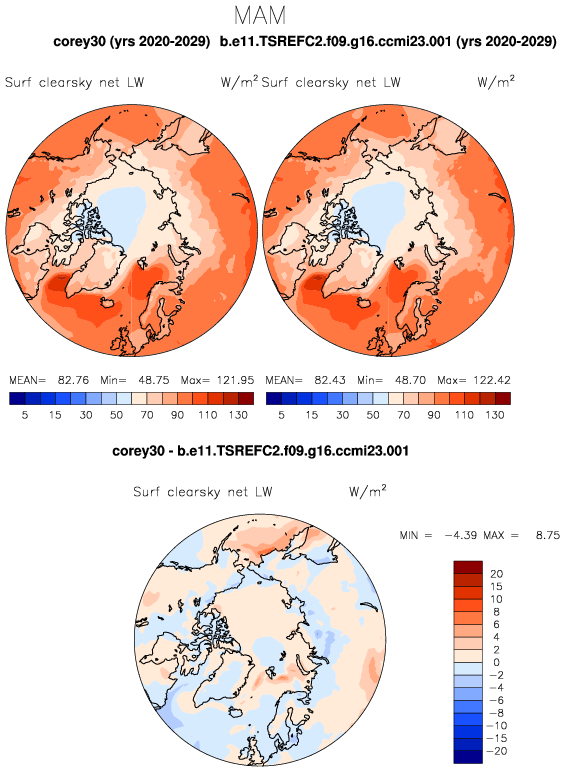 MAM
corey30 (yrs 2020-2029) b.e11.TSREFC2.f09.g16.ccmi23.001 (yrs 2020-2029)
Surf clearsky net LW W/m² Surf clearsky net LW W/m²
MEAN= 82.76 Min= 48.75 Max= 121.95 MEAN= 82.43 Min= 48.70 Max= 122.42
5 15 30 50 70 90 110 130 5 15 30 50 70 90 110 130
corey30 - b.e11.TSREFC2.f09.g16.ccmi23.001
Surf clearsky net LW W/m²
MIN = -4.39 MAX = 8.75
20
15
10
8
6
4
2
0
-2
-4
-6
-8
-10
-15
-20